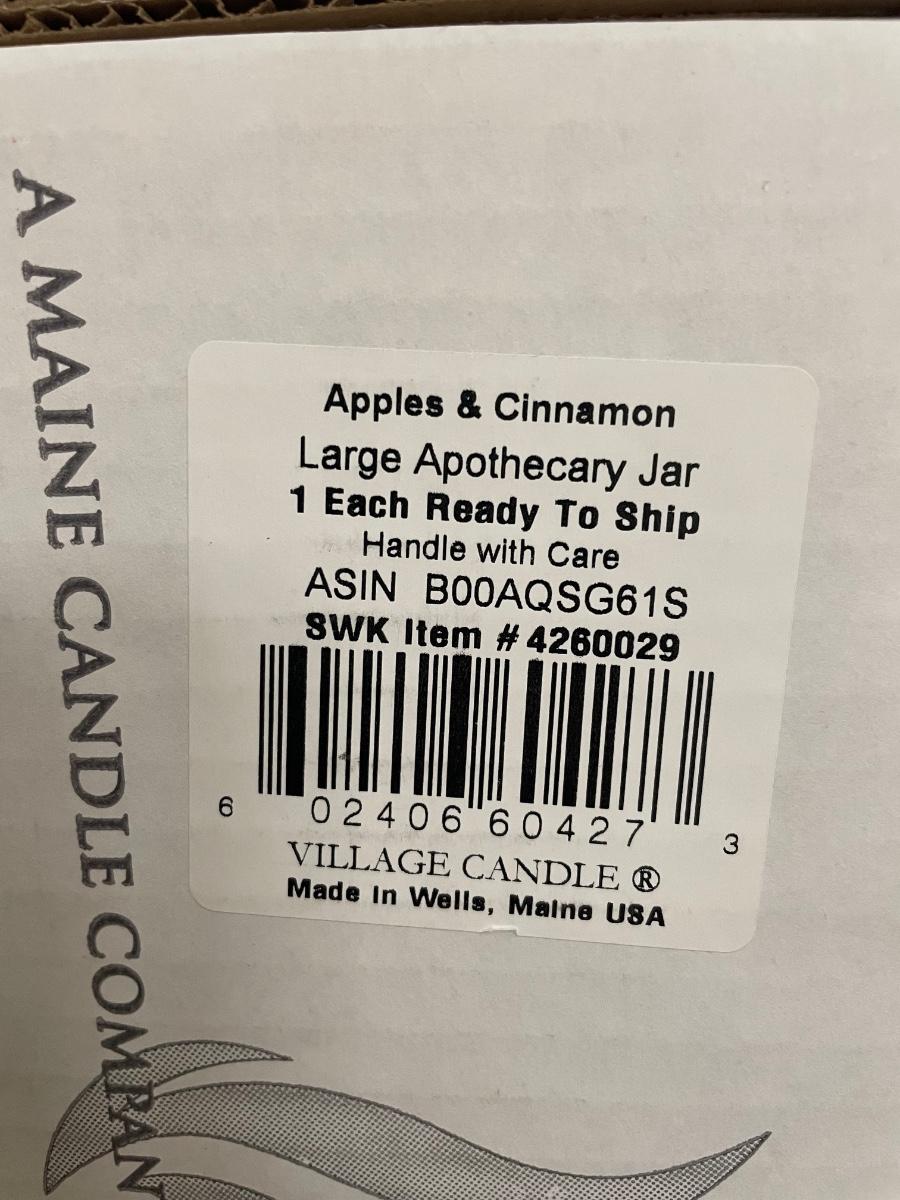 A MAINE CANDLE COMPAN
Apples & Cinnamon
Large Apothecary Jar
1 Each Ready To Ship
Handle with Care
ASIN B00AQSG61S
SWK Item # 4260029
6 02406 60427 3
VILLAGE CANDLE ®
Made in Wells, Maine USA